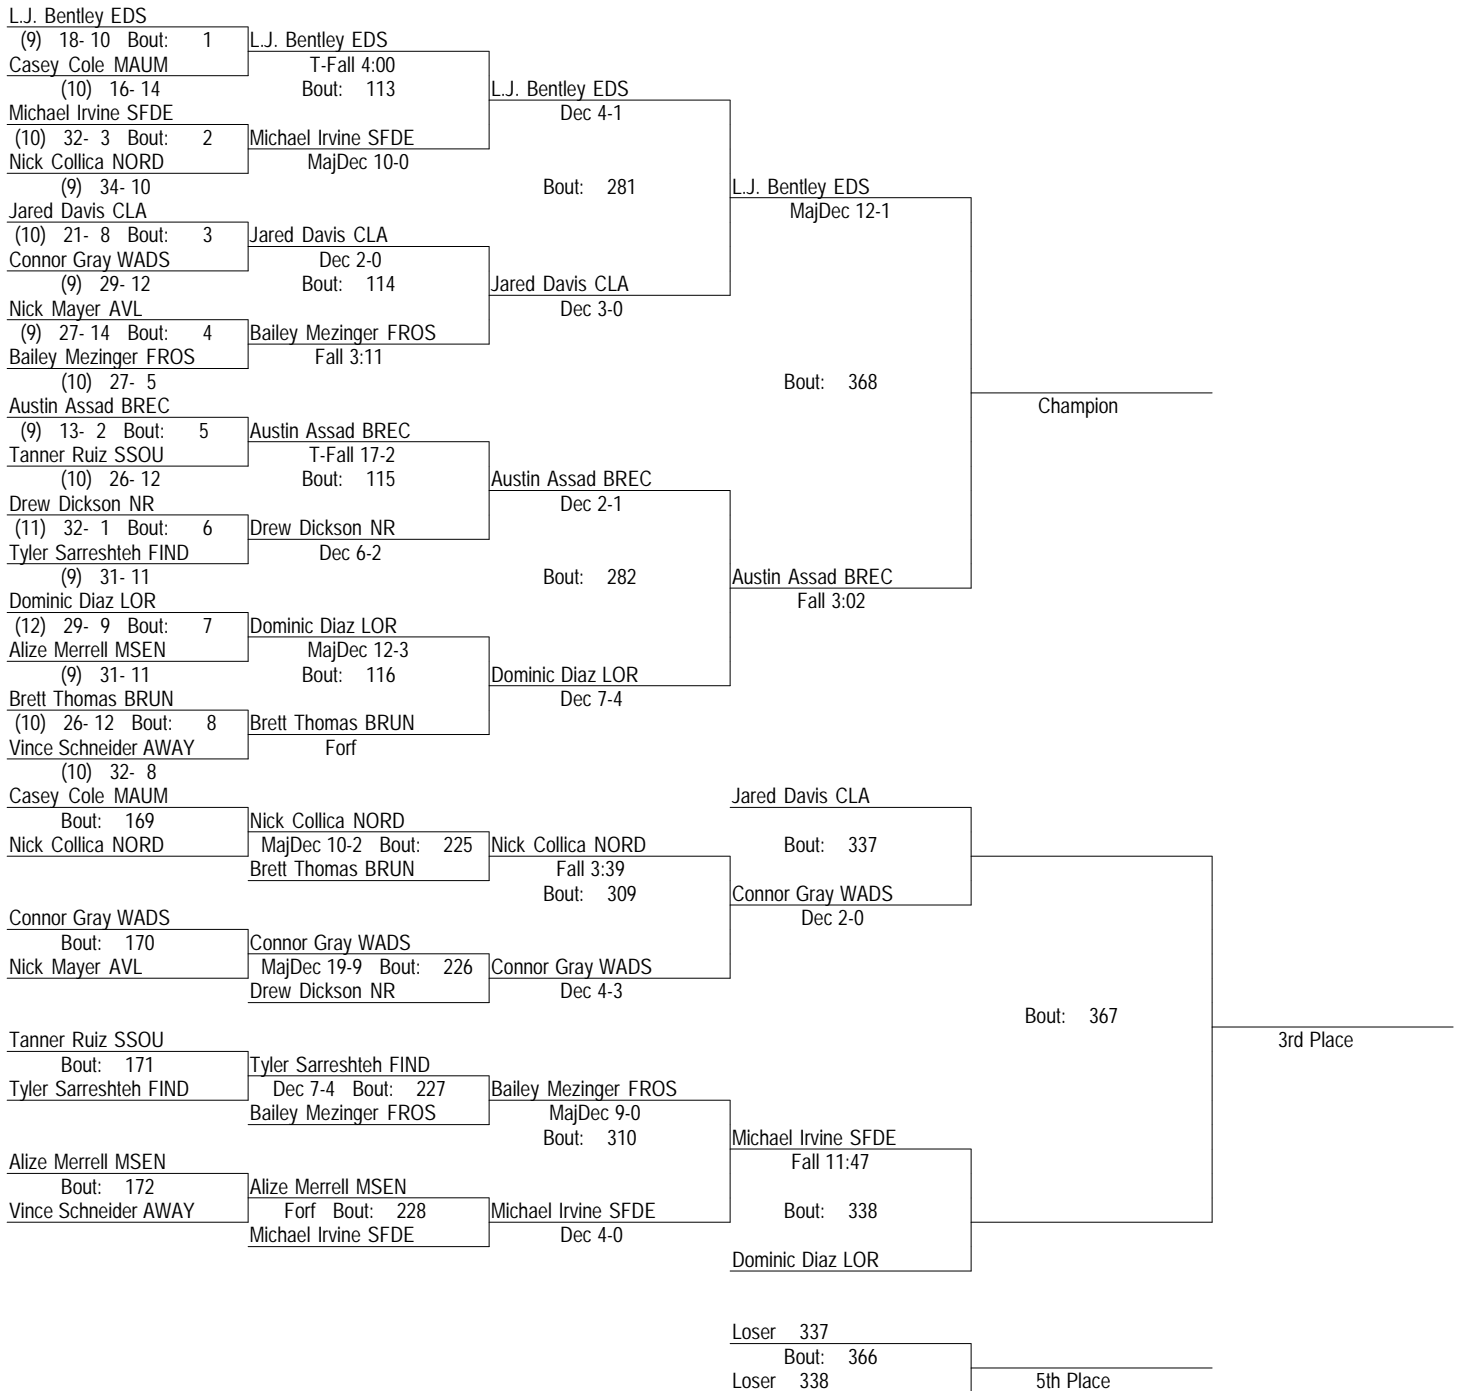 L.J. Bentley EDS
(9) 18- 10 Bout: 1 L.J. Bentley EDS
Casey Cole MAUM T-Fall 4:00
(10) 16- 14 Bout: 113 L.J. Bentley EDS
Michael Irvine SFDE Dec 4-1
(10) 32- 3 Bout: 2 Michael Irvine SFDE
Nick Collica NORD MajDec 10-0
(9) 34- 10 Bout: 281 L.J. Bentley EDS
Jared Davis CLA MajDec 12-1
(10) 21- 8 Bout: 3 Jared Davis CLA
Connor Gray WADS Dec 2-0
(9) 29- 12 Bout: 114 Jared Davis CLA
Nick Mayer AVL Dec 3-0
(9) 27- 14 Bout: 4 Bailey Mezinger FROS
Bailey Mezinger FROS Fall 3:11
(10) 27- 5 Bout: 368
Austin Assad BREC Champion
(9) 13- 2 Bout: 5 Austin Assad BREC
Tanner Ruiz SSOU T-Fall 17-2
(10) 26- 12 Bout: 115 Austin Assad BREC
Drew Dickson NR Dec 2-1
(11) 32- 1 Bout: 6 Drew Dickson NR
Tyler Sarreshteh FIND Dec 6-2
(9) 31- 11 Bout: 282 Austin Assad BREC
Dominic Diaz LOR Fall 3:02
(12) 29- 9 Bout: 7 Dominic Diaz LOR
Alize Merrell MSEN MajDec 12-3
(9) 31- 11 Bout: 116 Dominic Diaz LOR
Brett Thomas BRUN Dec 7-4
(10) 26- 12 Bout: 8 Brett Thomas BRUN
Vince Schneider AWAY Forf
(10) 32- 8
Casey Cole MAUM Jared Davis CLA
Bout: 169 Nick Collica NORD
Nick Collica NORD MajDec 10-2 Bout: 225 Nick Collica NORD Bout: 337
Brett Thomas BRUN Fall 3:39
Bout: 309 Connor Gray WADS
Connor Gray WADS Dec 2-0
Bout: 170 Connor Gray WADS
Nick Mayer AVL MajDec 19-9 Bout: 226 Connor Gray WADS
Drew Dickson NR Dec 4-3
Bout: 367
Tanner Ruiz SSOU 3rd Place
Bout: 171 Tyler Sarreshteh FIND
Tyler Sarreshteh FIND Dec 7-4 Bout: 227 Bailey Mezinger FROS
Bailey Mezinger FROS MajDec 9-0
Bout: 310 Michael Irvine SFDE
Alize Merrell MSEN Fall 11:47
Bout: 172 Alize Merrell MSEN
Vince Schneider AWAY Forf Bout: 228 Michael Irvine SFDE Bout: 338
Michael Irvine SFDE Dec 4-0
Dominic Diaz LOR
Loser 337
Bout: 366
Loser 338 5th Place